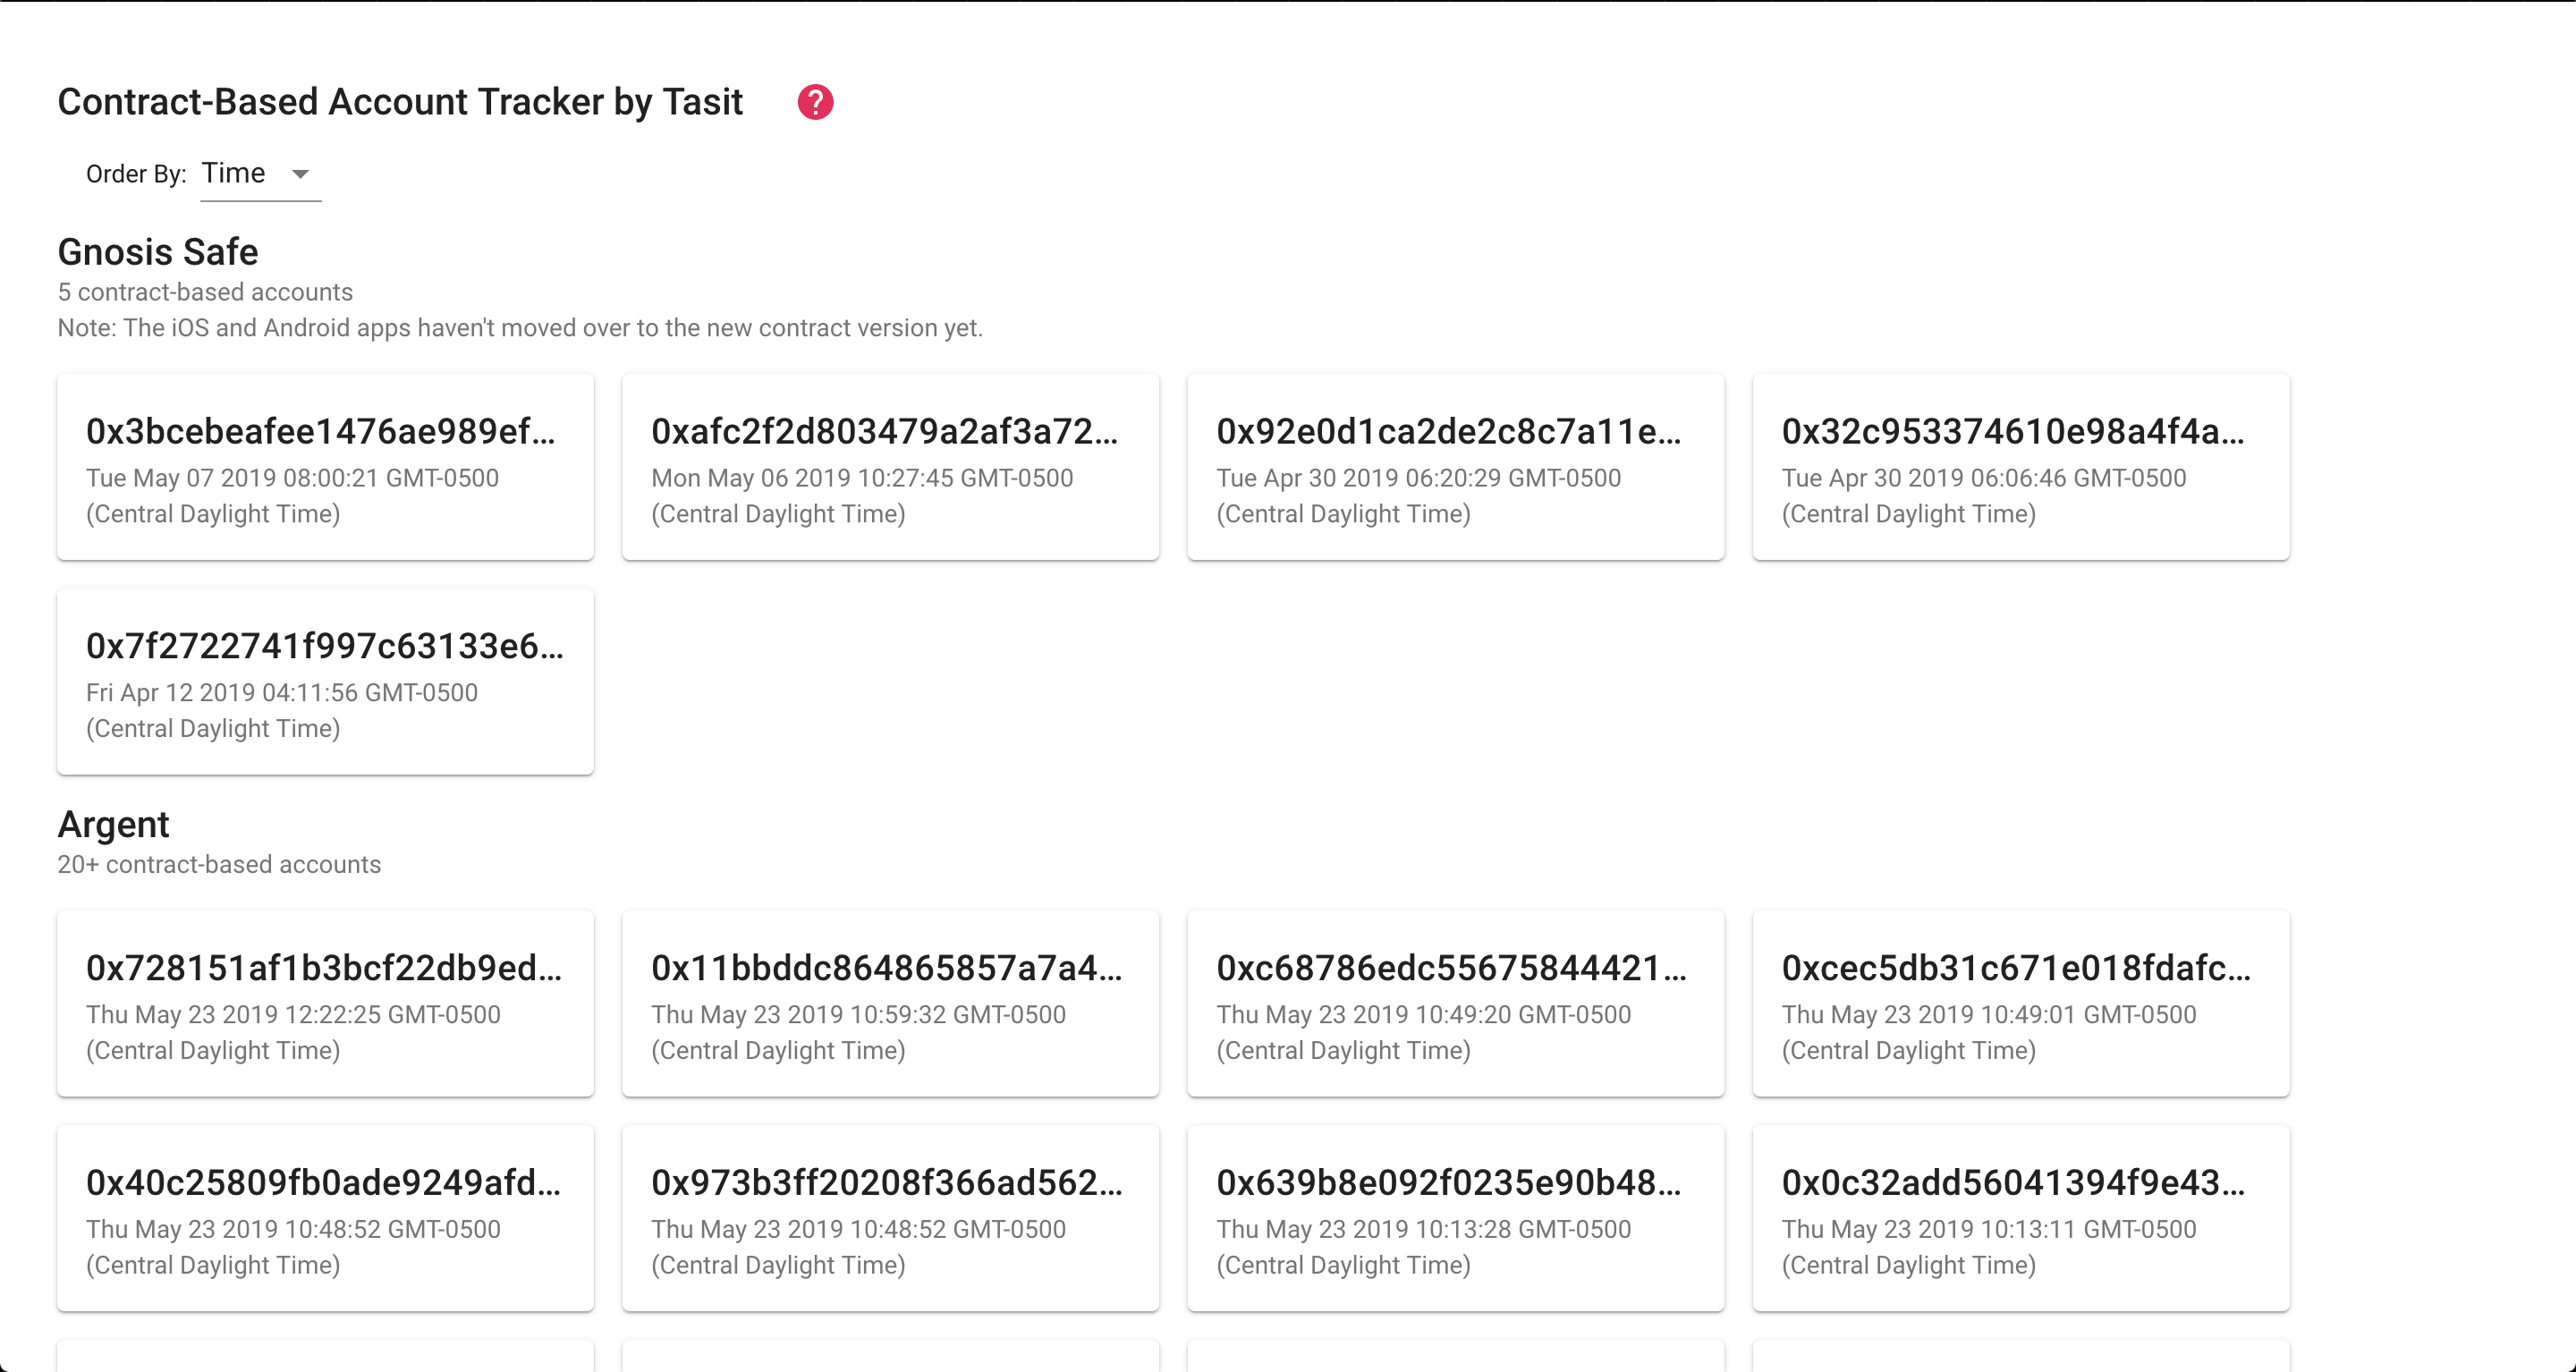 Contract-Based Account Tracker by Tasit ?
Order By: Time
Gnosis Safe
5 contract-based accounts
Note: The iOS and Android apps haven't moved over to the new contract version yet.
0x3bcebeafee1476ae989ef...
Tue May 07 2019 08:00:21 GMT-0500
(Central Daylight Time)
0xafc2f2d803479a2af3a72...
Mon May 06 2019 10:27:45 GMT-0500
(Central Daylight Time)
0x92e0d1ca2de2c8c7a11e...
Tue Apr 30 2019 06:20:29 GMT-0500
(Central Daylight Time)
0x32c953374610e98a4f4a...
Tue Apr 30 2019 06:06:46 GMT-0500
(Central Daylight Time)
0x7f2722741f997c63133e6...
Fri Apr 12 2019 04:11:56 GMT-0500
(Central Daylight Time)
Argent
20+ contract-based accounts
0x728151af1b3bcf22db9ed...
Thu May 23 2019 12:22:25 GMT-0500
(Central Daylight Time)
0x11bbddc864865857a7a4...
Thu May 23 2019 10:59:32 GMT-0500
(Central Daylight Time)
0xc68786edc55675844421...
Thu May 23 2019 10:49:20 GMT-0500
(Central Daylight Time)
0xcec5db31c671e018fdafc...
Thu May 23 2019 10:49:01 GMT-0500
(Central Daylight Time)
0x40c25809fb0ade9249afd...
Thu May 23 2019 10:48:52 GMT-0500
(Central Daylight Time)
0x973b3ff20208f366ad562...
Thu May 23 2019 10:48:52 GMT-0500
(Central Daylight Time)
0x639b8e092f0235e90b48...
Thu May 23 2019 10:13:28 GMT-0500
(Central Daylight Time)
0x0c32add56041394f9e43...
Thu May 23 2019 10:13:11 GMT-0500
(Central Daylight Time)